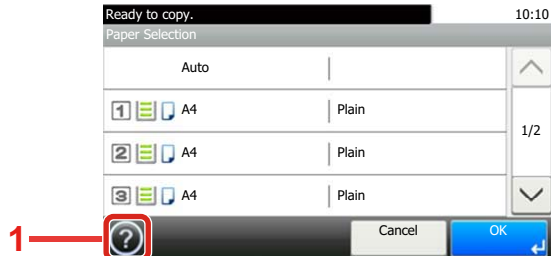 Ready to copy. 10:10
Paper Selection
Auto
1 A4 Plain
1/2
2 A4 Plain
3 A4 Plain
1 ? Cancel OK